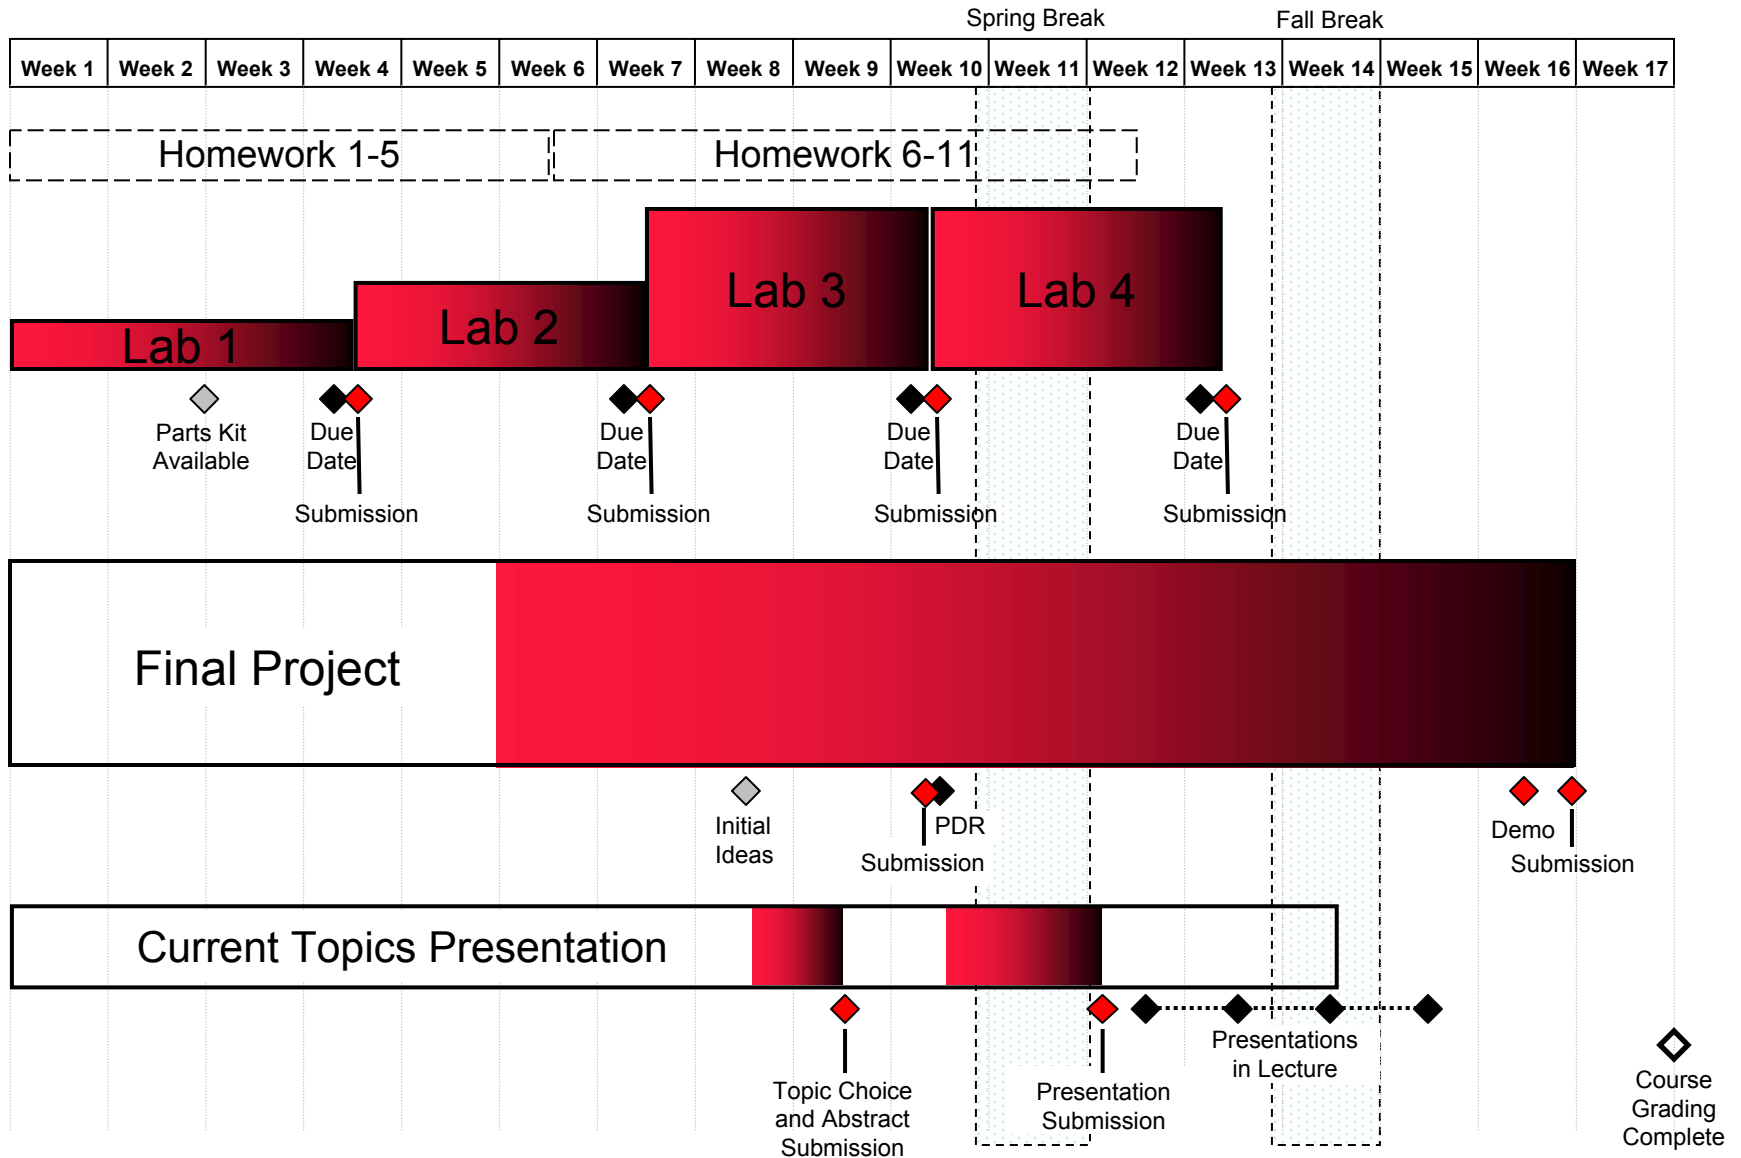 Spring Break
Fall Break
Week 1
Week 2
Week 3
Week 4
Week 5
Week 6
Week 7
Week 8
Week 9
Week 10
Week 11
Week 12
Week 13
Week 14
Week 15
Week 16
Week 17
Homework 1-5
Homework 6-11
Lab 1
Lab 2
Lab 3
Lab 4
Parts Kit
Available
Due
Date
Submission
Due
Date
Submission
Due
Date
Submission
Due
Date
Submission
Final Project
Initial
Ideas
PDR
Submission
Demo
Submission
Current Topics Presentation
Topic Choice
and Abstract
Submission
Presentation
Submission
Presentations
in Lecture
Course
Grading
Complete